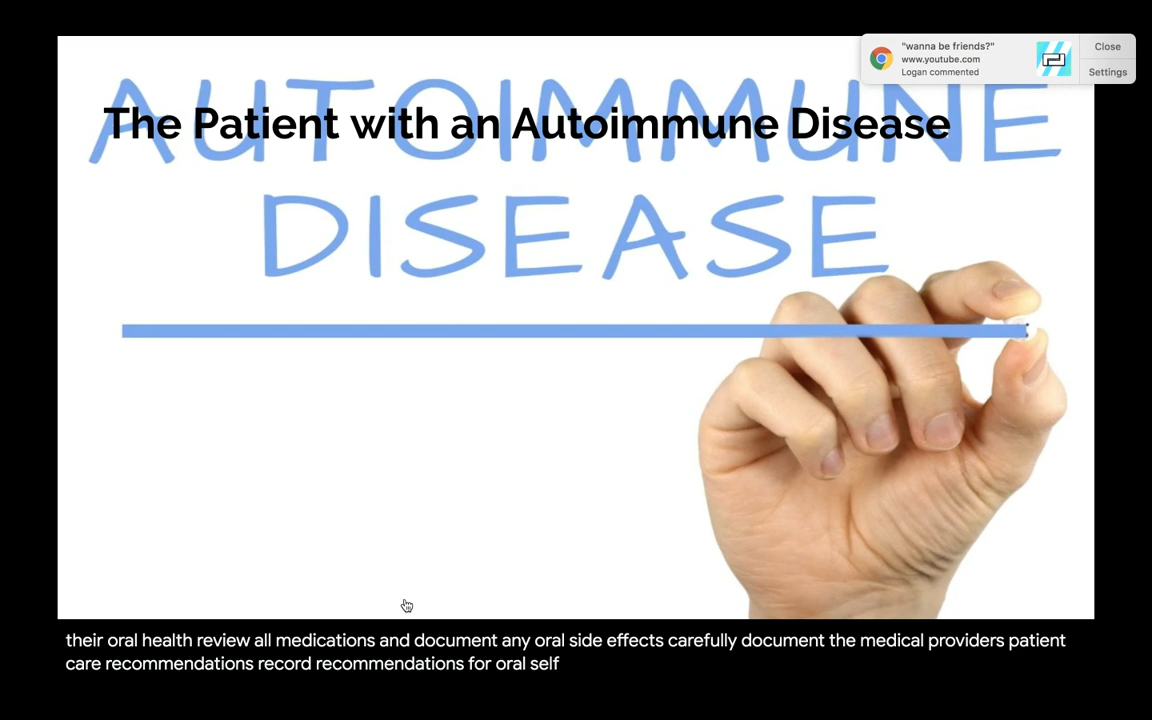 "wanna be friends?"
www.youtube.com
Logan commented
Close
Settings
AUTOIMMUNE
The Patient with an Autoimmune Disease
DISEASE
their oral health review all medications and document any oral side effects carefully document the medical providers patient
care recommendations record recommendations for oral self